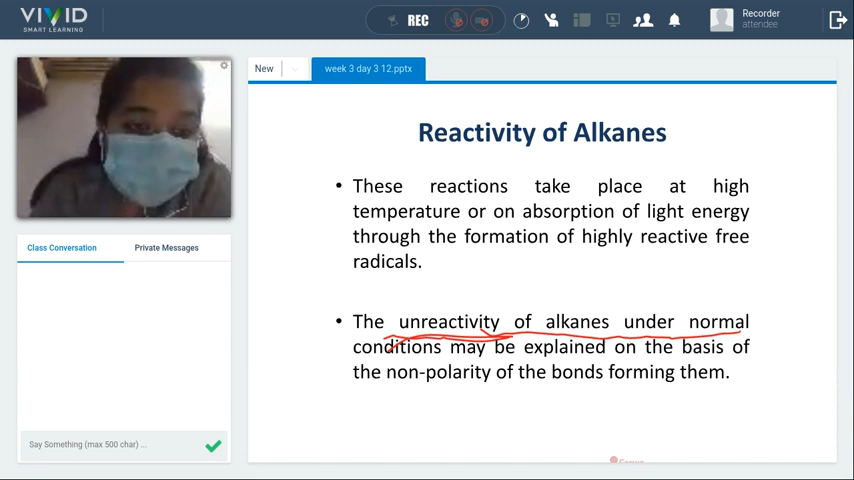 VIVID
SMART LEARNING
REC
Recorder
attendee
New
week 3 day 3 12.pptx
Reactivity of Alkanes
• These reactions take place at high
temperature or on absorption of light energy
through the formation of highly reactive free
radicals.
• The unreactivity of alkanes under normal
conditions may be explained on the basis of
the non-polarity of the bonds forming them.
Class Conversation
Private Messages
Say Something (max 500 char) ...